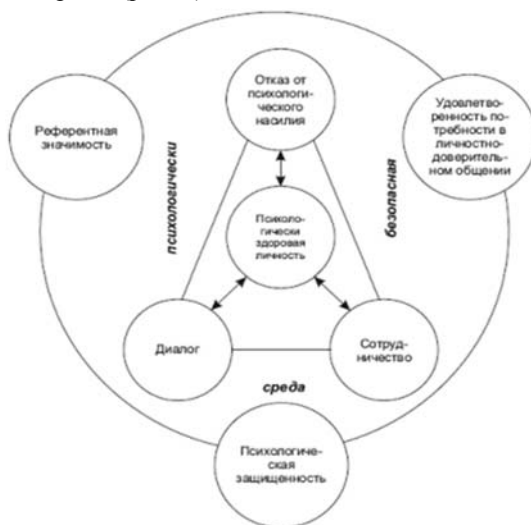 Отказ от
психологи-
ческого
насилия
Референтная
значимость
Удовлетво-
ренность по-
требности в
личностно-
доверитель-
ном общении
психологически
безопасная
Психоло-
гически
здоровая
личность
Диалог
Сотруд-
ничество
среда
Психологиче-
ская
защищенность